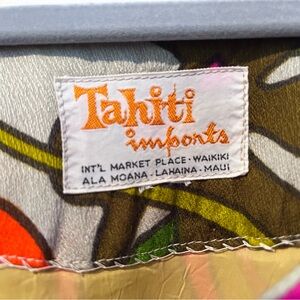 Tahiti
imports
INT'L MARKET PLACE · WAIKIKI
ALA MOANA · LAHAINA · MAUI